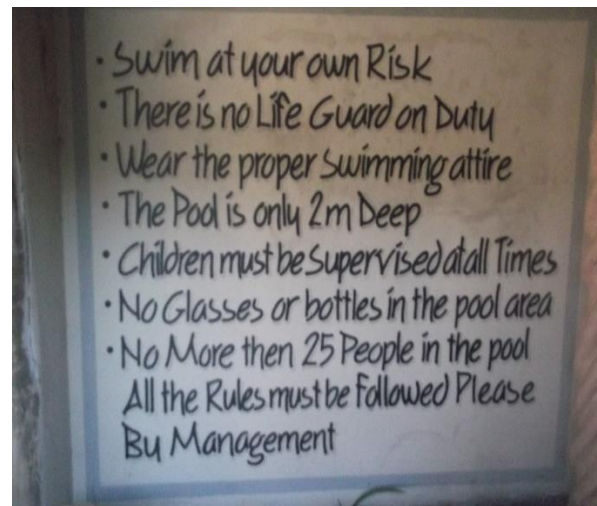 · Swim at your own Risk
· There is no Life Guard on Duty
· Wear the proper Swimming attire
· The Pool is only 2m Deep
· Children must be Supervised at all Times
· No Glasses or bottles in the pool area
· No More then 25 People in the pool
All the Rules must be Followed Please
By Management